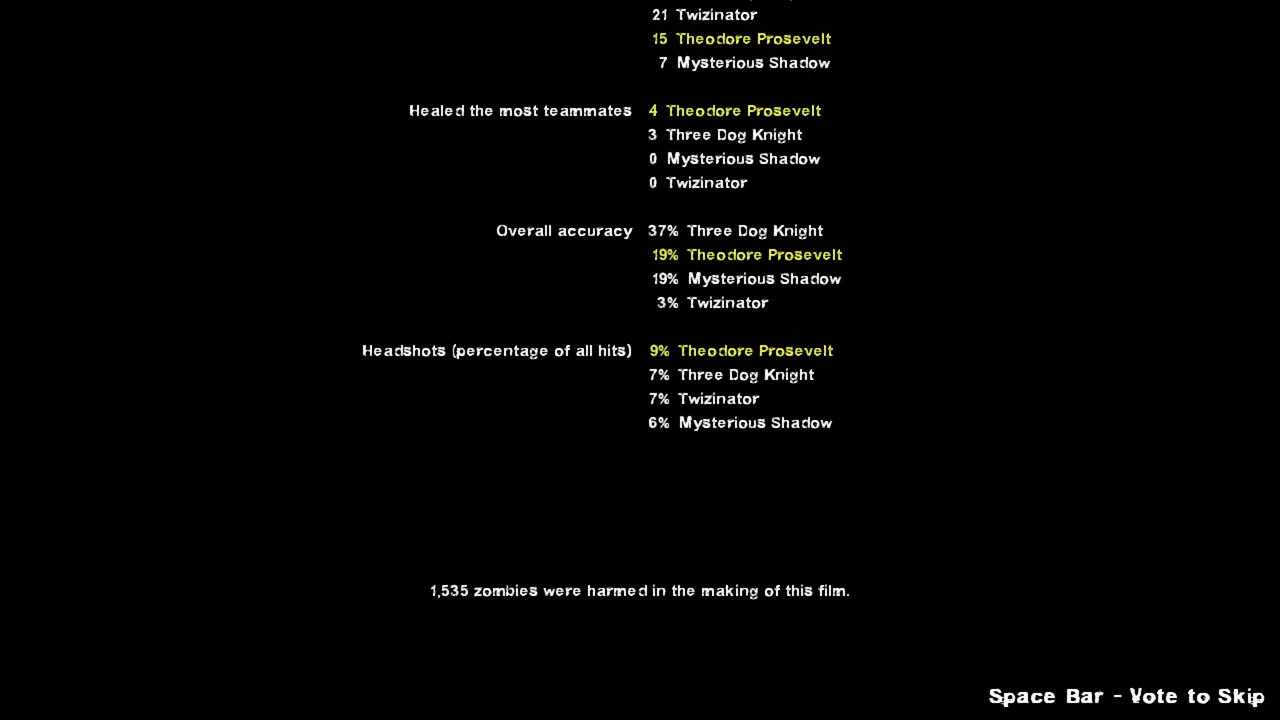 21 Twizinator
15 Theodore Prosevelt
7 Mysterious Shadow
Healed the most teammates 4 Theodore Prosevelt
3 Three Dog Knight
0 Mysterious Shadow
0 Twizinator
Overall accuracy 37% Three Dog Knight
19% Theodore Prosevelt
19% Mysterious Shadow
3% Twizinator
Headshots (percentage of all hits) 9% Theodore Prosevelt
7% Three Dog Knight
7% Twizinator
6% Mysterious Shadow
1,535 zombies were harmed in the making of this film.
Space Bar - Vote to Skip